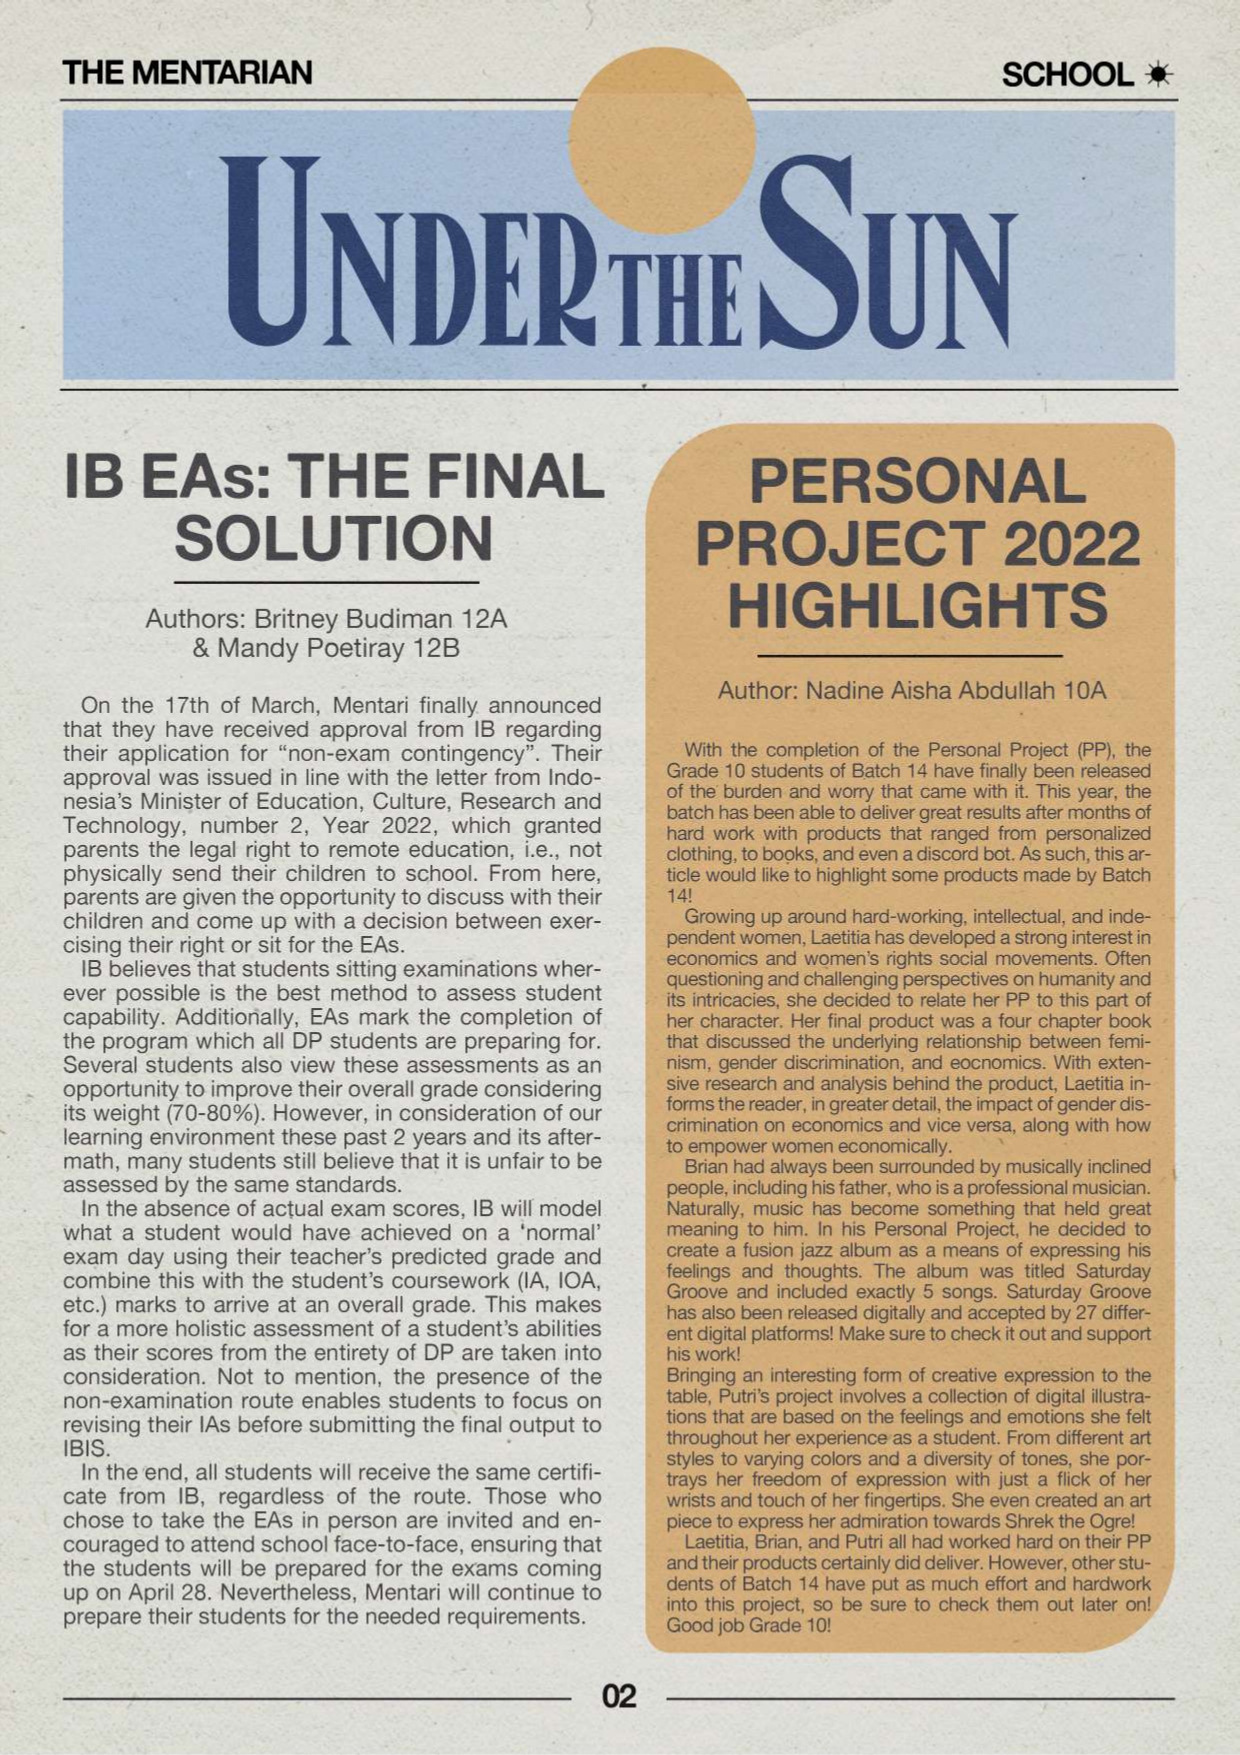 THE MENTARIAN
SCHOOL
UNDER THE SUN
IB EAs: THE FINAL
SOLUTION
Authors: Britney Budiman 12A
& Mandy Poetiray 12B
On the 17th of March, Mentari finally announced
that they have received approval from IB regarding
their application for “non-exam contingency”. Their
approval was issued in line with the letter from Indo-
nesia’s Minister of Education, Culture, Research and
Technology, number 2, Year 2022, which granted
parents the legal right to remote education, i.e., not
physically send their children to school. From here,
parents are given the opportunity to discuss with their
children and come up with a decision between exer-
cising their right or sit for the EAs.
IB believes that students sitting examinations wher-
ever possible is the best method to assess student
capability. Additionally, EAs mark the completion of
the program which all DP students are preparing for.
Several students also view these assessments as an
opportunity to improve their overall grade considering
its weight (70-80%). However, in consideration of our
learning environment these past 2 years and its after-
math, many students still believe that it is unfair to be
assessed by the same standards.
In the absence of actual exam scores, IB will model
what a student would have achieved on a ‘normal’
exam day using their teacher’s predicted grade and
combine this with the student’s coursework (IA, IOA,
etc.) marks to arrive at an overall grade. This makes
for a more holistic assessment of a student’s abilities
as their scores from the entirety of DP are taken into
consideration. Not to mention, the presence of the
non-examination route enables students to focus on
revising their IAs before submitting the final output to
IBIS.
In the end, all students will receive the same certifi-
cate from IB, regardless of the route. Those who
chose to take the EAs in person are invited and en-
couraged to attend school face-to-face, ensuring that
the students will be prepared for the exams coming
up on April 28. Nevertheless, Mentari will continue to
prepare their students for the needed requirements.
PERSONAL
PROJECT 2022
HIGHLIGHTS
Author: Nadine Aisha Abdullah 10A
With the completion of the Personal Project (PP), the
Grade 10 students of Batch 14 have finally been released
of the burden and worry that came with it. This year, the
batch has been able to deliver great results after months of
hard work with products that ranged from personalized
clothing, to books, and even a discord bot. As such, this ar-
ticle would like to highlight some products made by Batch
14!
Growing up around hard-working, intellectual, and inde-
pendent women, Laetitia has developed a strong interest in
economics and women’s rights social movements. Often
questioning and challenging perspectives on humanity and
its intricacies, she decided to relate her PP to this part of
her character. Her final product was a four chapter book
that discussed the underlying relationship between femi-
nism, gender discrimination, and eocnomics. With exten-
sive research and analysis behind the product, Laetitia in-
forms the reader, in greater detail, the impact of gender dis-
crimination on economics and vice versa, along with how
to empower women economically.
Brian had always been surrounded by musically inclined
people, including his father, who is a professional musician.
Naturally, music has become something that held great
meaning to him. In his Personal Project, he decided to
create a fusion jazz album as a means of expressing his
feelings and thoughts. The album was titled Saturday
Groove and included exactly 5 songs. Saturday Groove
has also been released digitally and accepted by 27 differ-
ent digital platforms! Make sure to check it out and support
his work!
Bringing an interesting form of creative expression to the
table, Putri’s project involves a collection of digital illustra-
tions that are based on the feelings and emotions she felt
throughout her experience as a student. From different art
styles to varying colors and a diversity of tones, she por-
trays her freedom of expression with just a flick of her
wrists and touch of her fingertips. She even created an art
piece to express her admiration towards Shrek the Ogre!
Laetitia, Brian, and Putri all had worked hard on their PP
and their products certainly did deliver. However, other stu-
dents of Batch 14 have put as much effort and hardwork
into this project, so be sure to check them out later on!
Good job Grade 10!
02